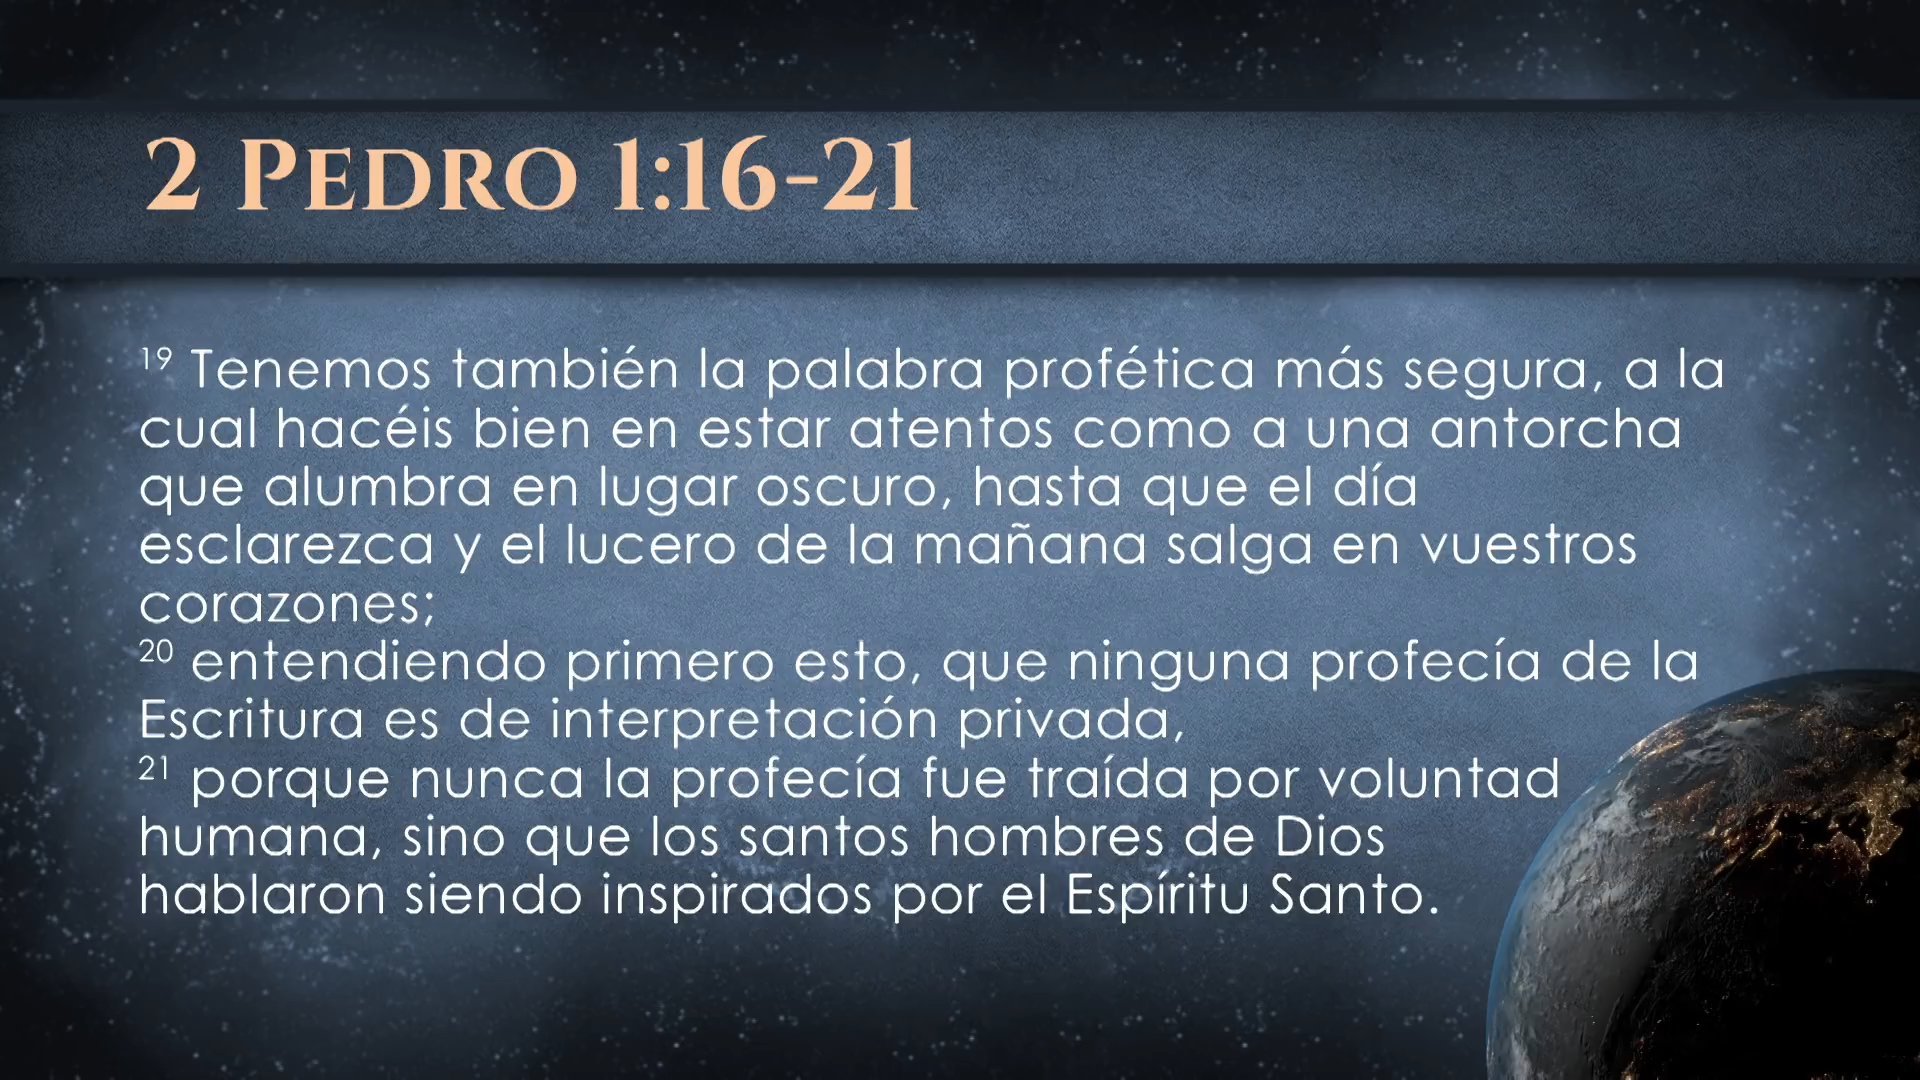 2 Pedro 1:16-21
19 Tenemos también la palabra profética más segura, a la
cual hacéis bien en estar atentos como a una antorcha
que alumbra en lugar oscuro, hasta que el día
esclarezca y el lucero de la mañana salga en vuestros
corazones;
20 entendiendo primero esto, que ninguna profecía de la
Escritura es de interpretación privada,
21 porque nunca la profecía fue traída por voluntad
humana, sino que los santos hombres de Dios
hablaron siendo inspirados por el Espíritu Santo.